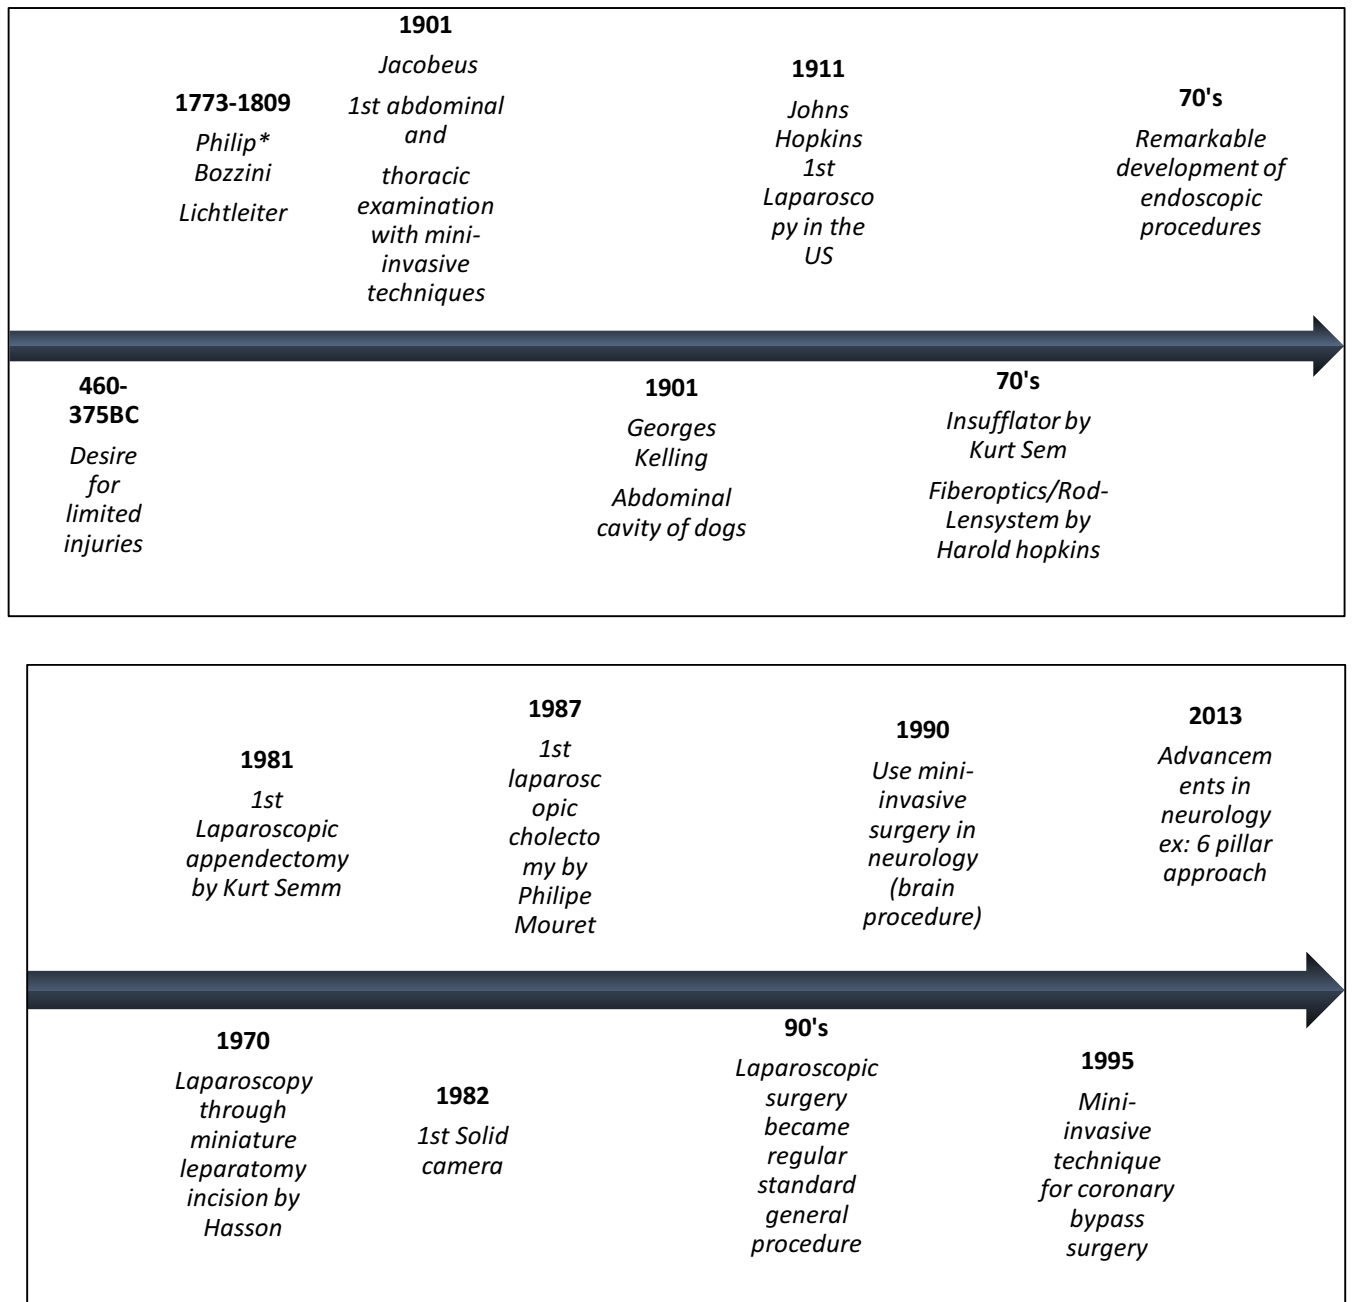 1901
Jacobeus
1st abdominal
and
thoracic
examination
with mini-
invasive
techniques
1773-1809
Philip*
Bozzini
Lichtleiter
1911
Johns
Hopkins
1st
Laparosco
py in the
US
70's
Remarkable
development of
endoscopic
procedures
460-
375BC
Desire
for
limited
injuries
1901
Georges
Kelling
Abdominal
cavity of dogs
70's
Insufflator by
Kurt Sem
Fiberoptics/Rod-
Lensystem by
Harold hopkins
1981
1st
Laparoscopic
appendectomy
by Kurt Semm
1987
1st
laparosc
opic
cholecto
my by
Philipe
Mouret
1990
Use mini-
invasive
surgery in
neurology
(brain
procedure)
2013
Advancem
ents in
neurology
ex: 6 pillar
approach
1970
Laparoscopy
through
miniature
leparatomy
incision by
Hasson
1982
1st Solid
camera
90's
Laparoscopic
surgery
became
regular
standard
general
procedure
1995
Mini-
invasive
technique
for coronary
bypass
surgery